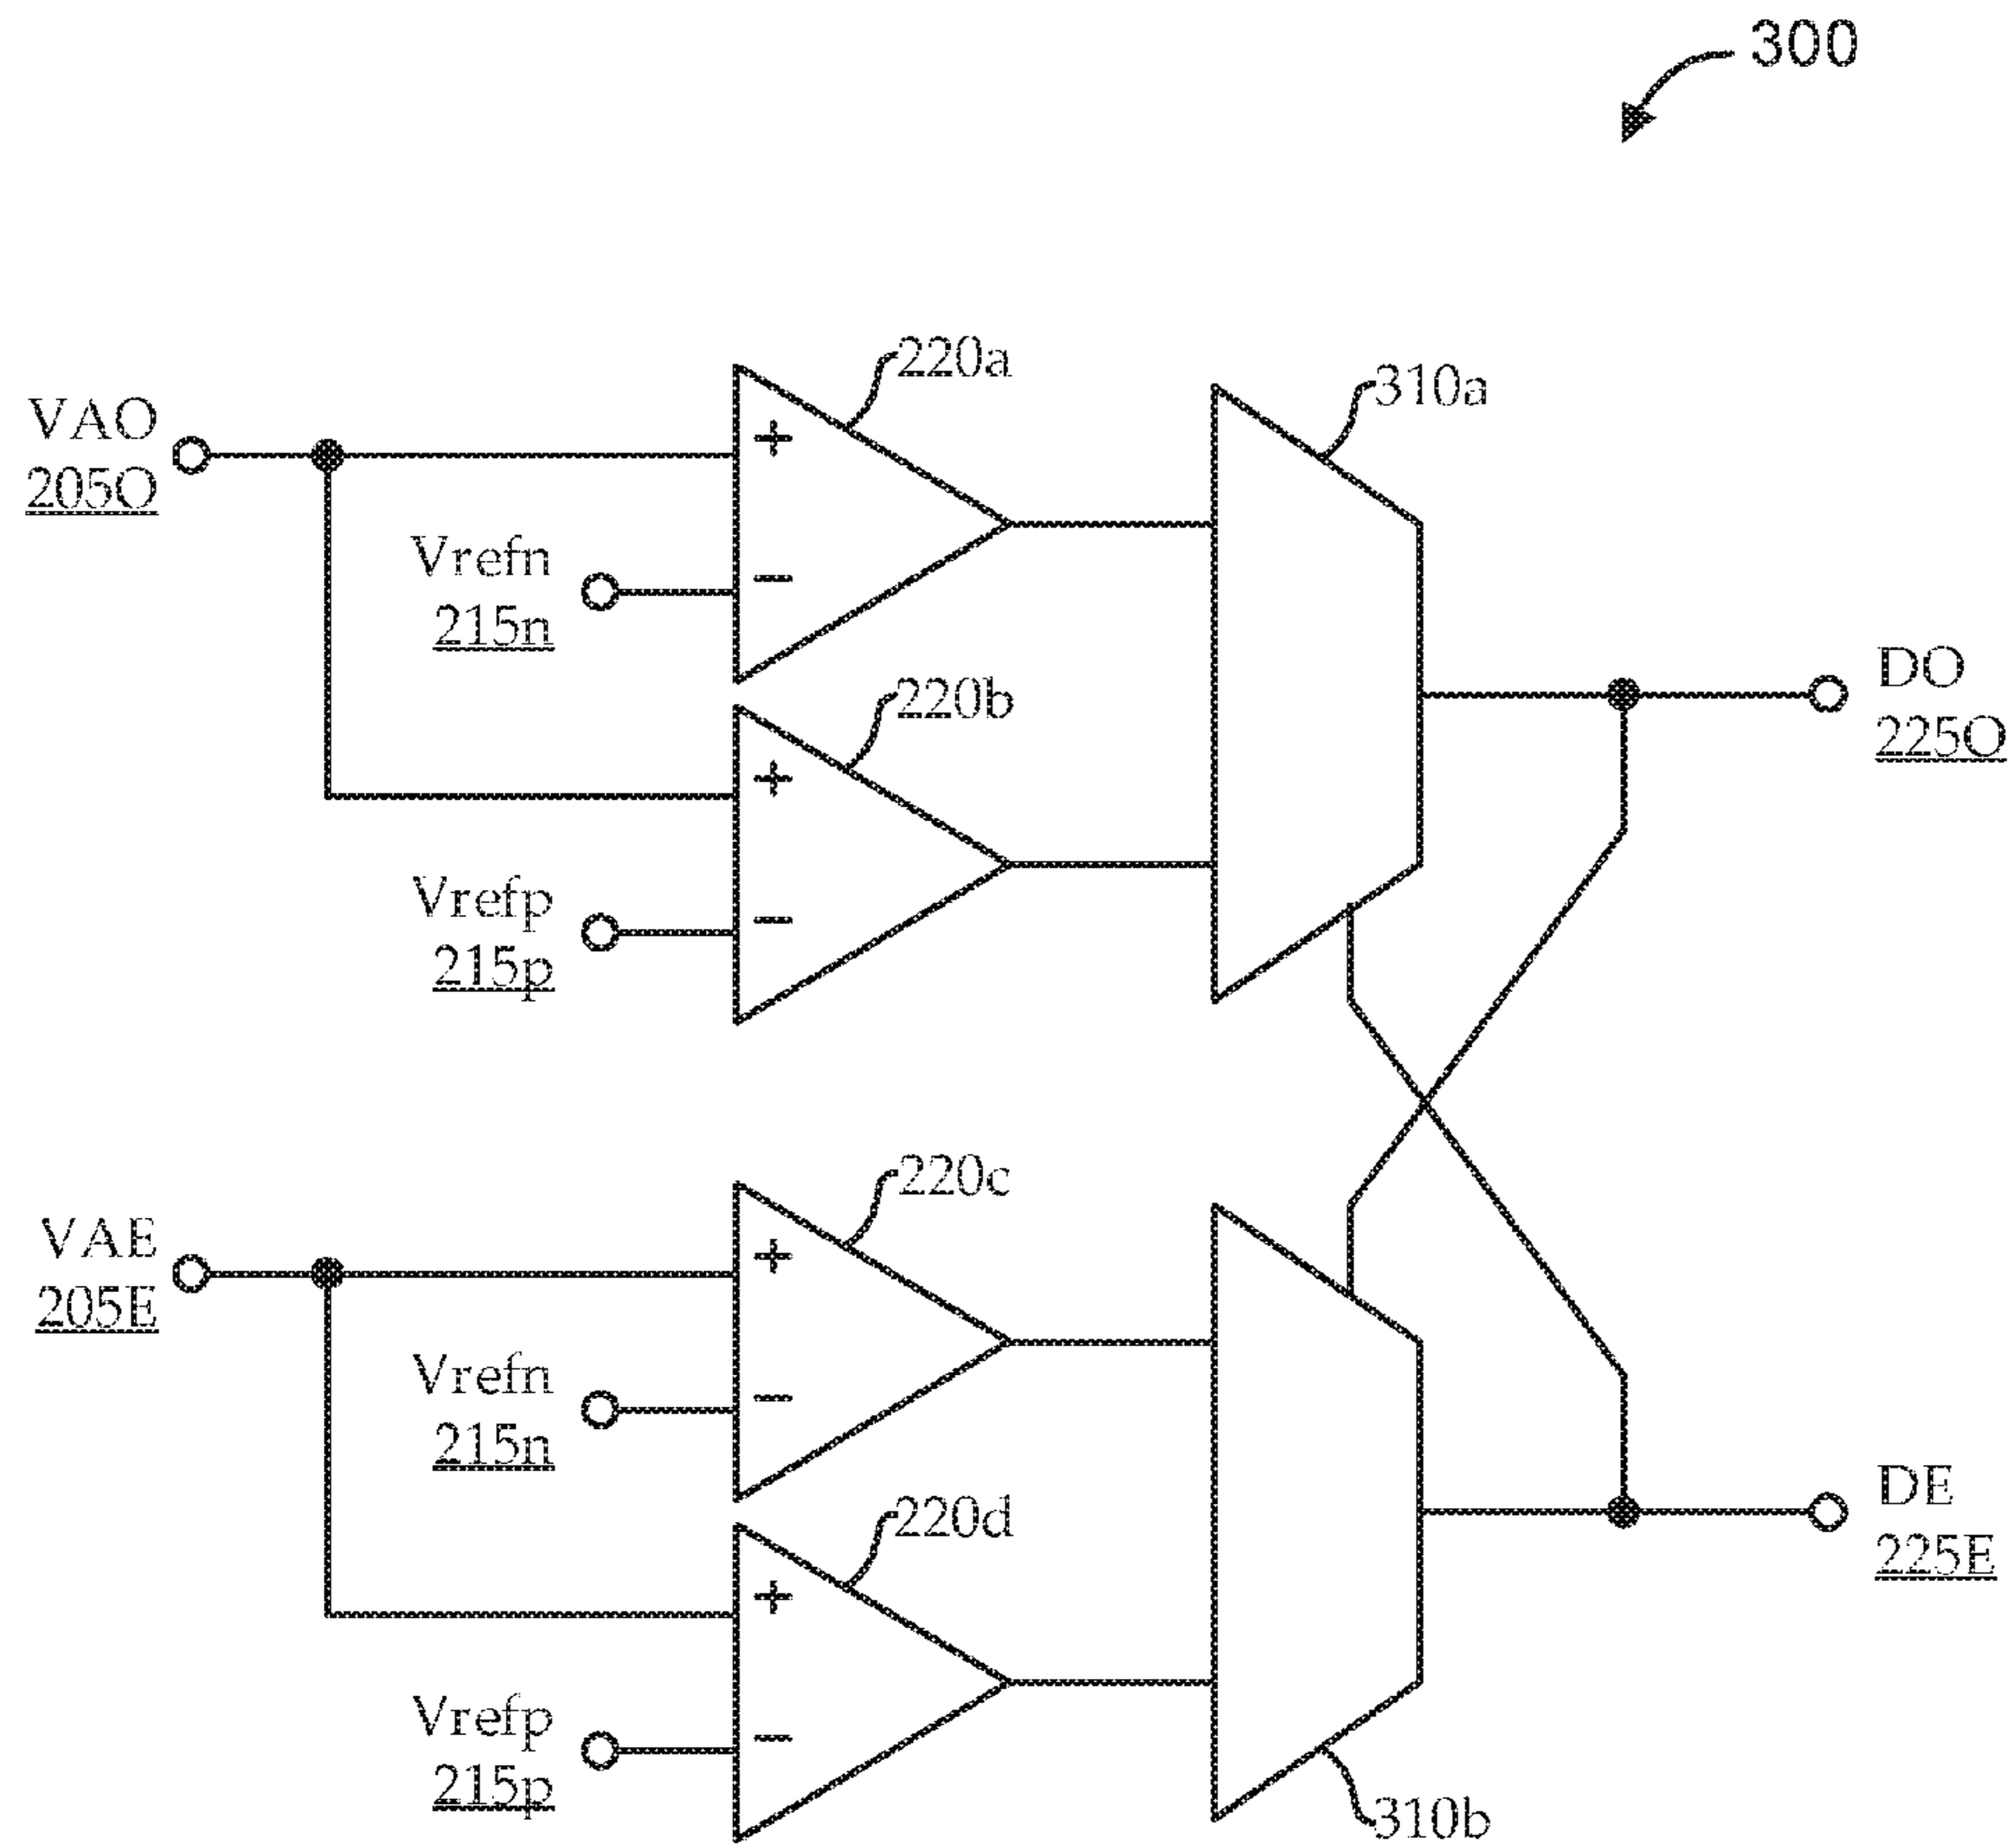 300
220a
310a
VAO
205O
+
Vrefn
215n
−
220b
DO
225O
+
Vrefp
215p
−
220c
VAE
205E
+
Vrefn
215n
−
220d
DE
225E
+
Vrefp
215p
−
310b